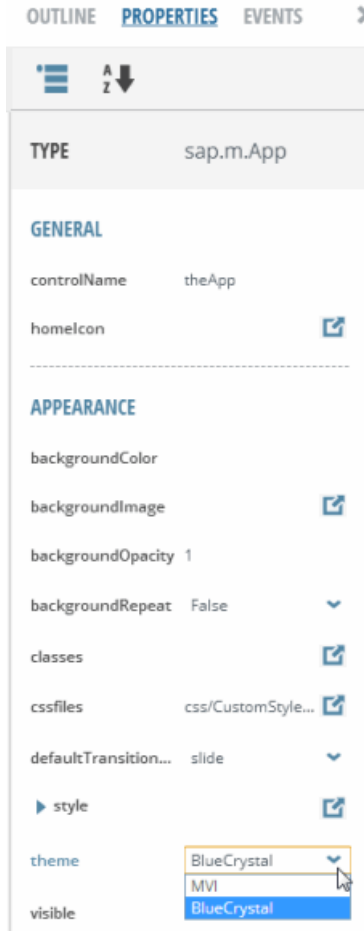 OUTLINE PROPERTIES EVENTS
A
Z
TYPE sap.m.App
GENERAL
controlName theApp
homeIcon
APPEARANCE
backgroundColor
backgroundImage
backgroundOpacity 1
backgroundRepeat False
classes
cssfiles css/CustomStyle...
defaultTransition... slide
style
theme BlueCrystal
MVI
visible BlueCrystal